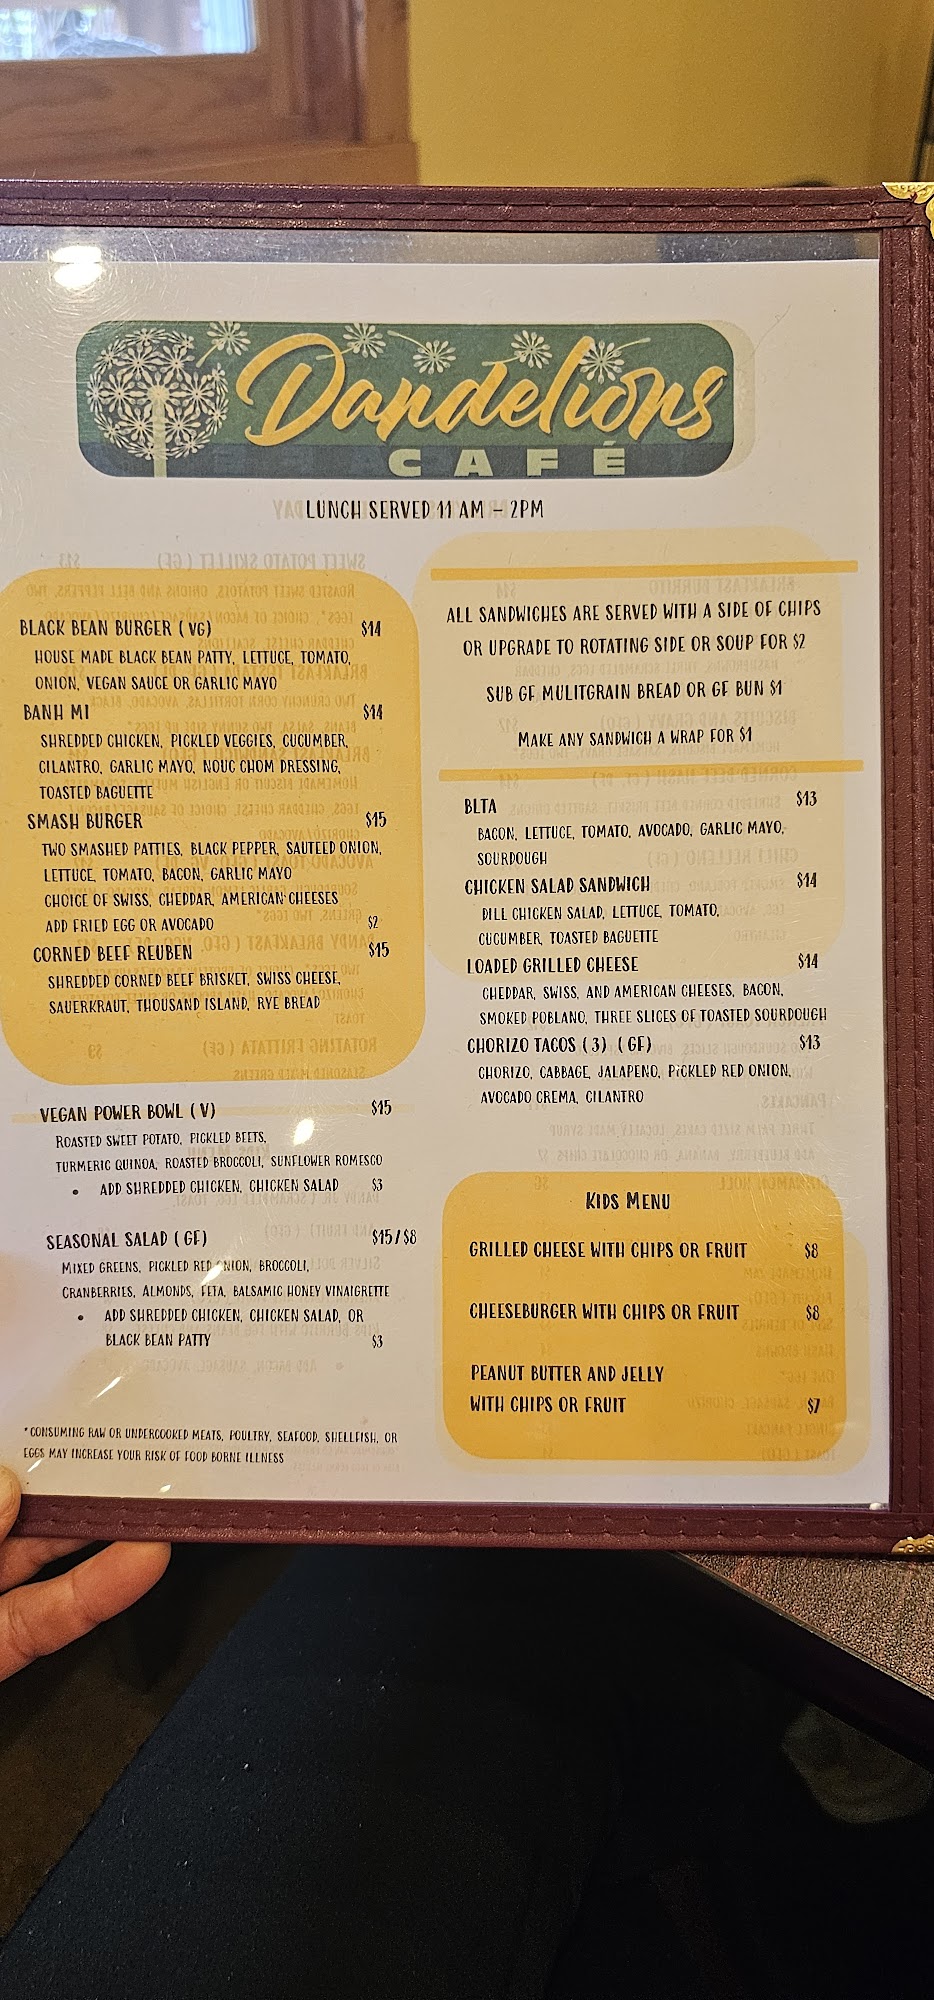 Dandelions
CAFÉ
LUNCH SERVED 11 AM – 2PM
BLACK BEAN BURGER (VG) $14
HOUSE MADE BLACK BEAN PATTY, LETTUCE, TOMATO,
ONION, VEGAN SAUCE OR GARLIC MAYO
BANH MI $14
SHREDDED CHICKEN, PICKLED VEGGIES, CUCUMBER,
CILANTRO, GARLIC MAYO, NOUC CHOM DRESSING,
TOASTED BAGUETTE
SMASH BURGER $15
TWO SMASHED PATTIES, BLACK PEPPER, SAUTEED ONION,
LETTUCE, TOMATO, BACON, GARLIC MAYO
CHOICE OF SWISS, CHEDDAR, AMERICAN CHEESES
ADD FRIED EGG OR AVOCADO $2
CORNED BEEF REUBEN $15
SHREDDED CORNED BEEF BRISKET, SWISS CHEESE,
SAUERKRAUT, THOUSAND ISLAND, RYE BREAD
VEGAN POWER BOWL (V) $15
ROASTED SWEET POTATO, PICKLED BEETS,
TURMERIC QUINOA, ROASTED BROCCOLI, SUNFLOWER ROMESCO
• ADD SHREDDED CHICKEN, CHICKEN SALAD $3
SEASONAL SALAD (GF) $15/$8
MIXED GREENS, PICKLED RED ONION, BROCCOLI,
CRANBERRIES, ALMONDS, FETA, BALSAMIC HONEY VINAIGRETTE
• ADD SHREDDED CHICKEN, CHICKEN SALAD, OR
BLACK BEAN PATTY $3
*CONSUMING RAW OR UNDERCOOKED MEATS, POULTRY, SEAFOOD, SHELLFISH, OR
EGGS MAY INCREASE YOUR RISK OF FOOD BORNE ILLNESS
ALL SANDWICHES ARE SERVED WITH A SIDE OF CHIPS
OR UPGRADE TO ROTATING SIDE OR SOUP FOR $2
SUB GF MULITGRAIN BREAD OR GF BUN $1
MAKE ANY SANDWICH A WRAP FOR $1
BLTA $13
BACON, LETTUCE, TOMATO, AVOCADO, GARLIC MAYO,
SOURDOUGH
CHICKEN SALAD SANDWICH $14
DILL CHICKEN SALAD, LETTUCE, TOMATO,
CUCUMBER, TOASTED BAGUETTE
LOADED GRILLED CHEESE $14
CHEDDAR, SWISS, AND AMERICAN CHEESES, BACON,
SMOKED POBLANO, THREE SLICES OF TOASTED SOURDOUGH
CHORIZO TACOS (3) (GF) $13
CHORIZO, CABBAGE, JALAPENO, PICKLED RED ONION,
AVOCADO CREMA, CILANTRO
KIDS MENU
GRILLED CHEESE WITH CHIPS OR FRUIT $8
CHEESEBURGER WITH CHIPS OR FRUIT $8
PEANUT BUTTER AND JELLY
WITH CHIPS OR FRUIT $7